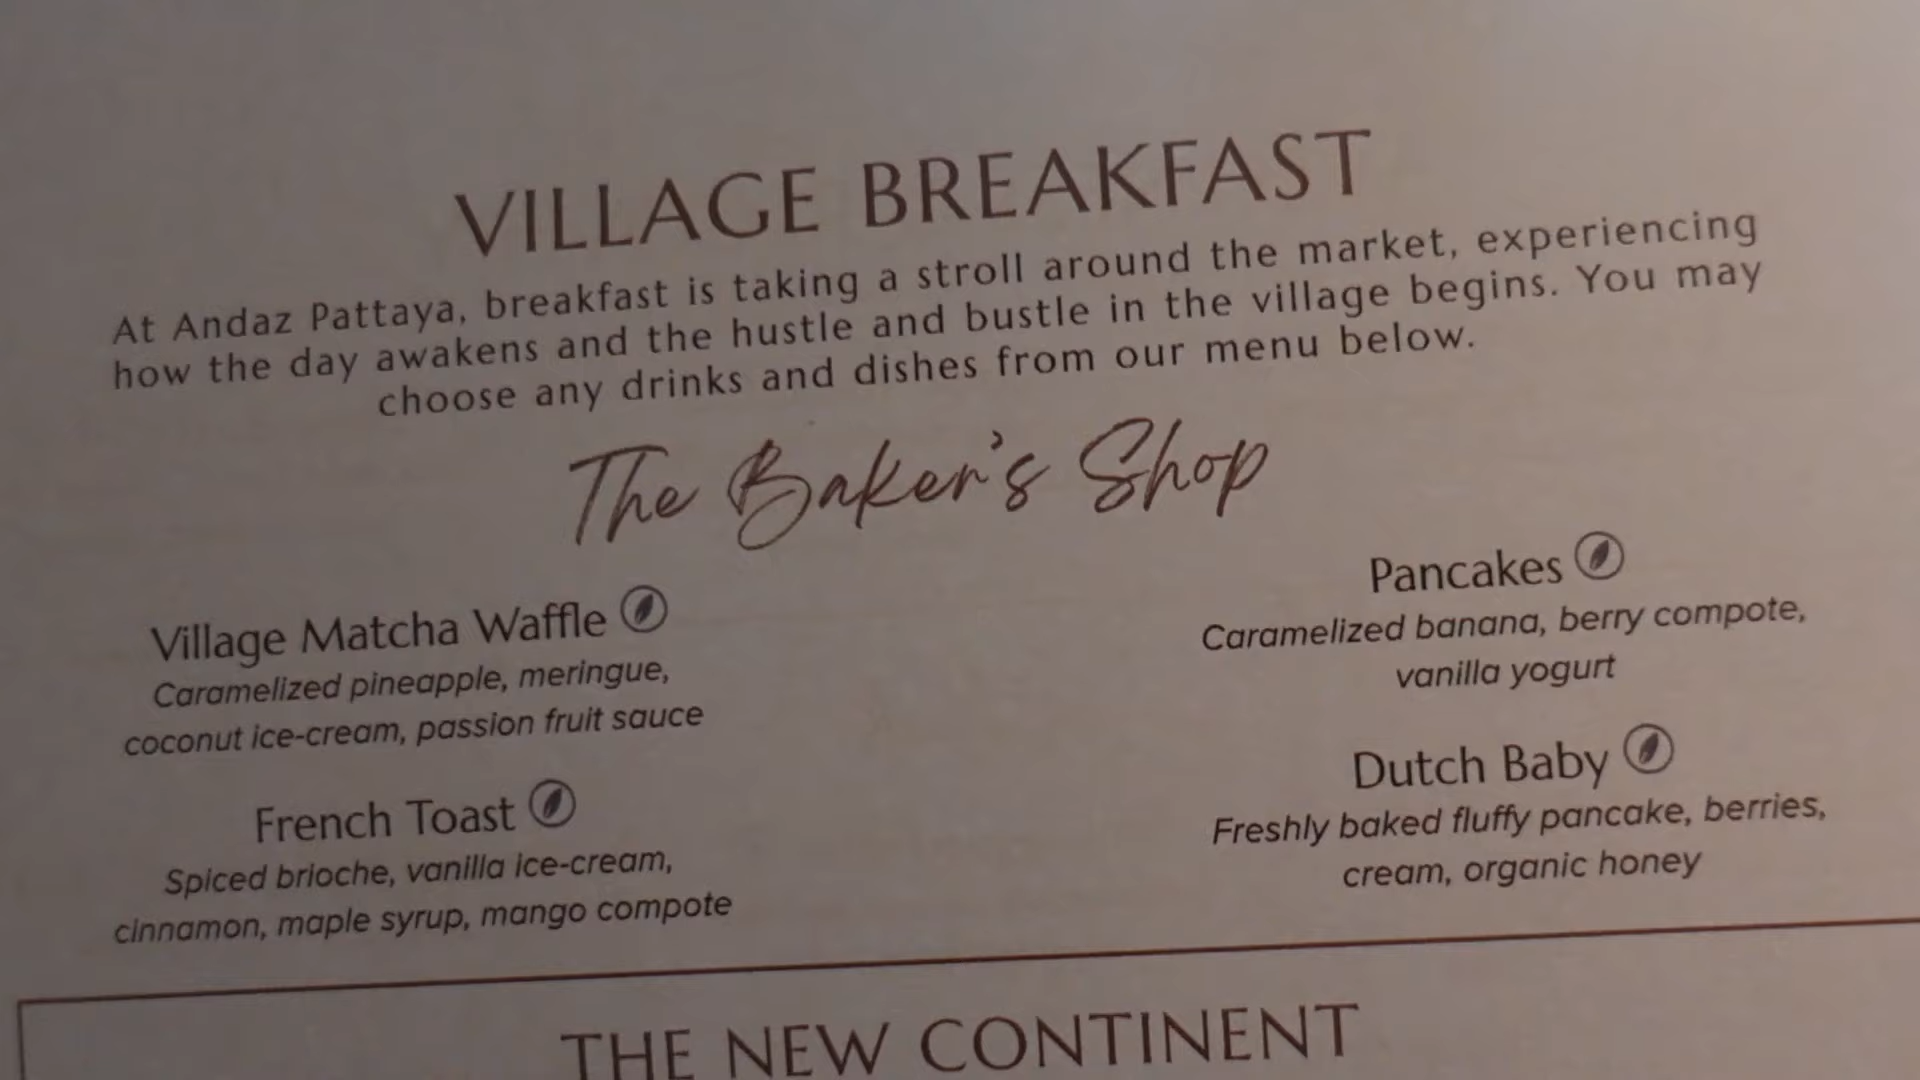 VILLAGE BREAKFAST
At Andaz Pattaya, breakfast is taking a stroll around the market, experiencing
how the day awakens and the hustle and bustle in the village begins. You may
choose any drinks and dishes from our menu below.
The Baker's Shop
Village Matcha Waffle
Caramelized pineapple, meringue,
coconut ice-cream, passion fruit sauce
French Toast
Spiced brioche, vanilla ice-cream,
cinnamon, maple syrup, mango compote
Pancakes
Caramelized banana, berry compote,
vanilla yogurt
Dutch Baby
Freshly baked fluffy pancake, berries,
cream, organic honey
THE NEW CONTINENT